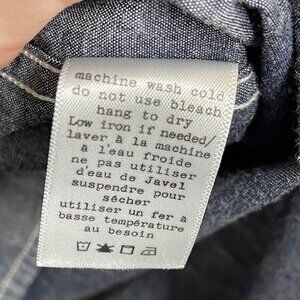 machine wash cold
do not use bleach
hang to dry
Low iron if needed/
laver à la machine
à l'eau froide
ne pas utiliser
d'eau de Javel
suspendre pour
sécher
utiliser un fer a
basse température
au besoin